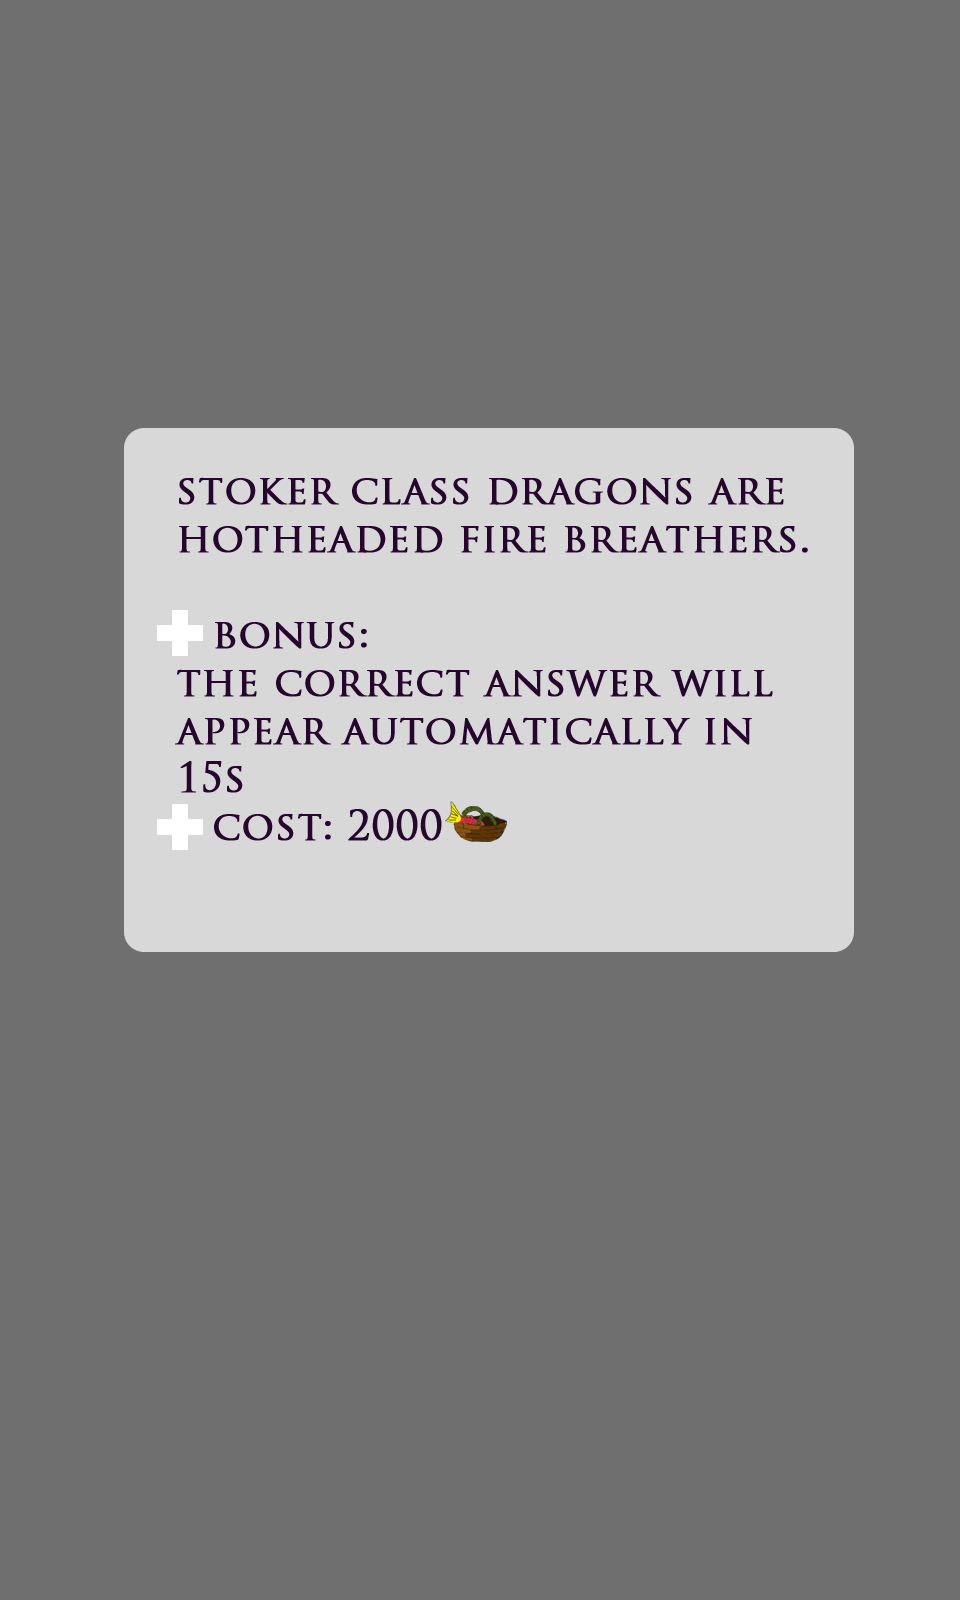 STOKER CLASS DRAGONS ARE
HOTHEADED FIRE BREATHERS.
BONUS:
THE CORRECT ANSWER WILL
APPEAR AUTOMATICALLY IN
15S
COST: 2000